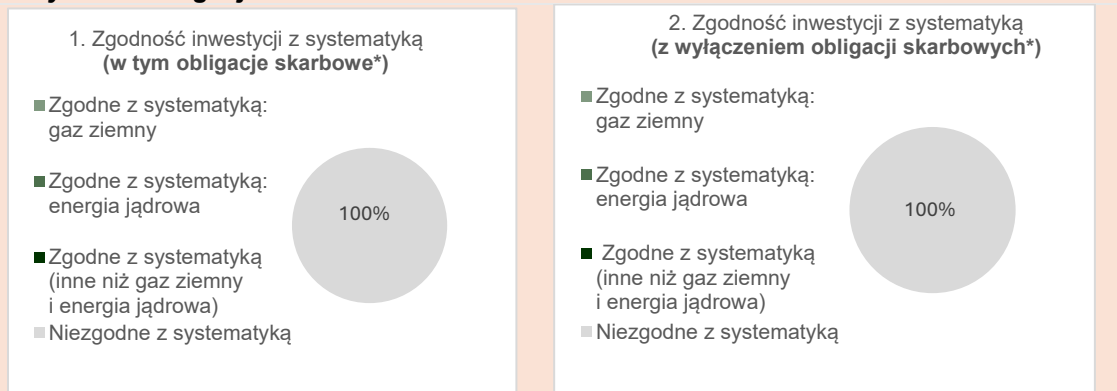 1. Zgodność inwestycji z systematyką
(w tym obligacje skarbowe*)
Zgodne z systematyką:
gaz ziemny
Zgodne z systematyką:
energia jądrowa
Zgodne z systematyką
(inne niż gaz ziemny
i energia jądrowa)
Niezgodne z systematyką
100%
2. Zgodność inwestycji z systematyką
(z wyłączeniem obligacji skarbowych*)
Zgodne z systematyką:
gaz ziemny
Zgodne z systematyką:
energia jądrowa
Zgodne z systematyką
(inne niż gaz ziemny
i energia jądrowa)
Niezgodne z systematyką
100%